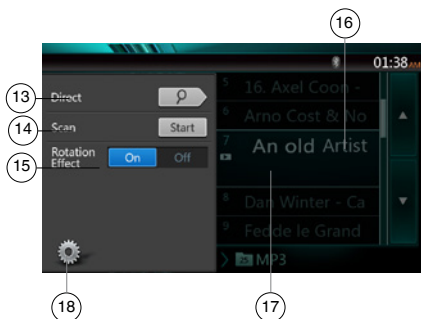 16
01:38 AM
13
Direct
5 16. Axel Coon -
14
Scan
Start
6 Arno Cost & No
15
Rotation Effect
On
Off
7 An old Artist
8 Dan Winter - Ca
9 Fedde le Grand
MP3
18
17